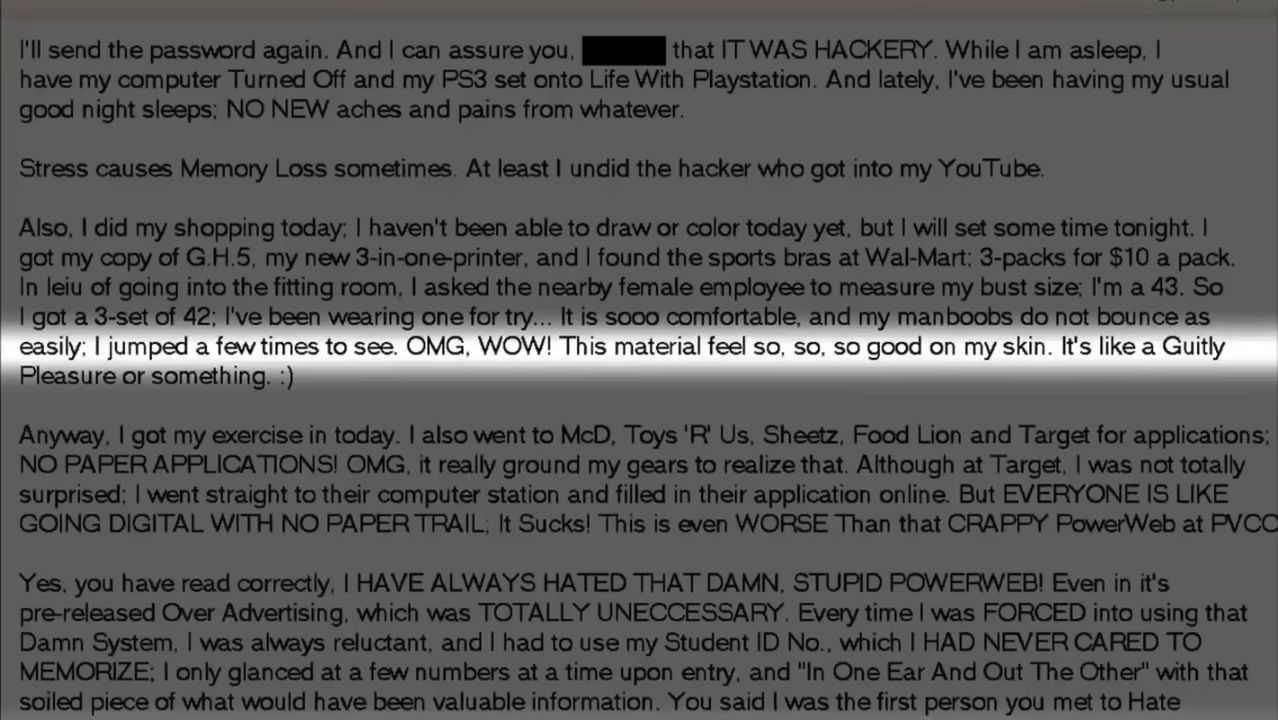 I'll send the password again. And I can assure you, that IT WAS HACKERY. While I am asleep, I
have my computer Turned Off and my PS3 set onto Life With Playstation. And lately, I've been having my usual
good night sleeps; NO NEW aches and pains from whatever.
Stress causes Memory Loss sometimes. At least I undid the hacker who got into my YouTube.
Also, I did my shopping today; I haven't been able to draw or color today yet, but I will set some time tonight. I
got my copy of G.H.5, my new 3-in-one-printer, and I found the sports bras at Wal-Mart; 3-packs for $10 a pack.
In leiu of going into the fitting room, I asked the nearby female employee to measure my bust size; I'm a 43. So
I got a 3-set of 42; I've been wearing one for try... It is sooo comfortable, and my manboobs do not bounce as
easily; I jumped a few times to see. OMG, WOW! This material feel so, so, so good on my skin. It's like a Guitly
Pleasure or something. :)
Anyway, I got my exercise in today. I also went to McD, Toys 'R' Us, Sheetz, Food Lion and Target for applications;
NO PAPER APPLICATIONS! OMG, it really ground my gears to realize that. Although at Target, I was not totally
surprised; I went straight to their computer station and filled in their application online. But EVERYONE IS LIKE
GOING DIGITAL WITH NO PAPER TRAIL; It Sucks! This is even WORSE Than that CRAPPY PowerWeb at PVCC
Yes, you have read correctly, I HAVE ALWAYS HATED THAT DAMN, STUPID POWERWEB! Even in it's
pre-released Over Advertising, which was TOTALLY UNECCESSARY. Every time I was FORCED into using that
Damn System, I was always reluctant, and I had to use my Student ID No., which I HAD NEVER CARED TO
MEMORIZE; I only glanced at a few numbers at a time upon entry, and "In One Ear And Out The Other" with that
soiled piece of what would have been valuable information. You said I was the first person you met to Hate